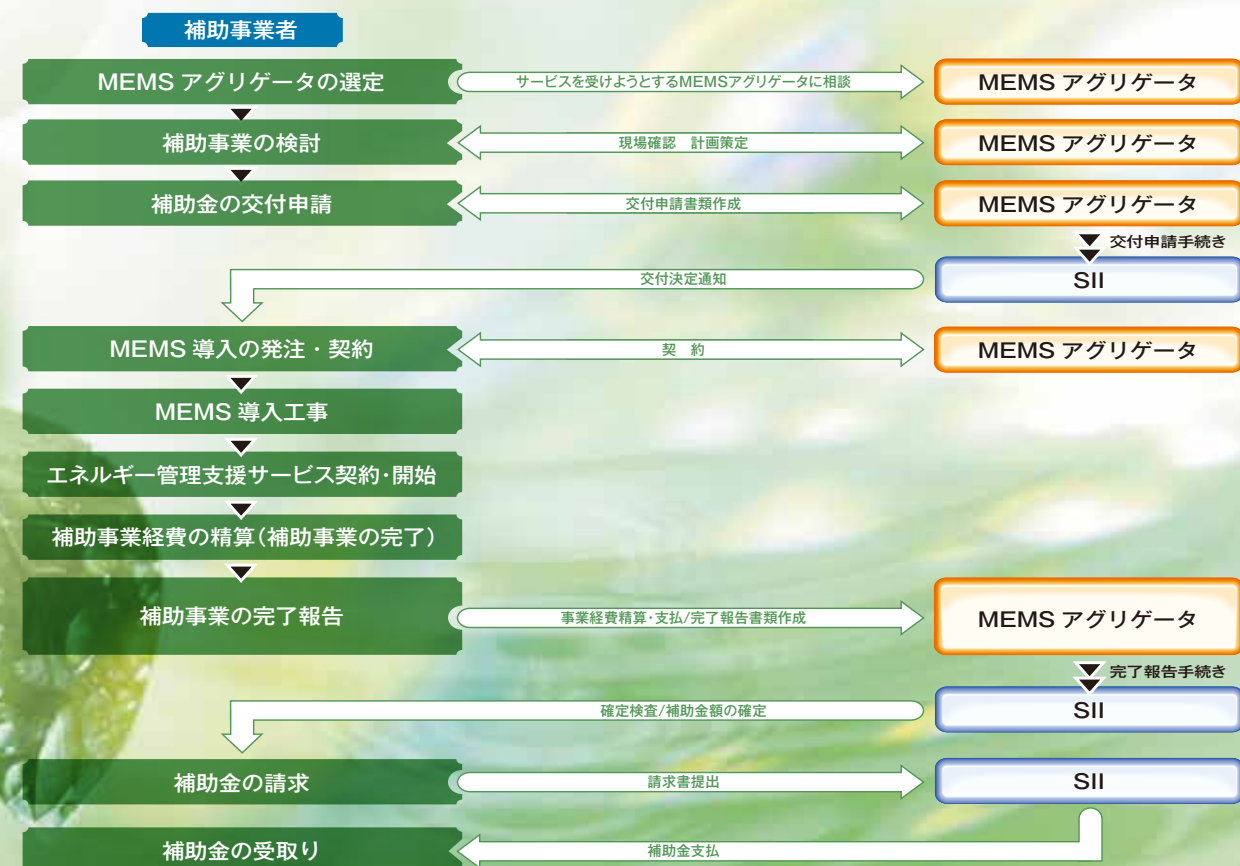 補助事業者
MEMS アグリゲータの選定
サービスを受けようとするMEMSアグリゲータに相談
MEMS アグリゲータ
補助事業の検討
現場確認　計画策定
MEMS アグリゲータ
補助金の交付申請
交付申請書類作成
MEMS アグリゲータ
交付申請手続き
交付決定通知
SII
MEMS 導入の発注・契約
契　約
MEMS アグリゲータ
MEMS 導入工事
エネルギー管理支援サービス契約・開始
補助事業経費の精算(補助事業の完了)
補助事業の完了報告
事業経費精算・支払/完了報告書類作成
MEMS アグリゲータ
完了報告手続き
確定検査/補助金額の確定
SII
補助金の請求
請求書提出
SII
補助金の受取り
補助金支払